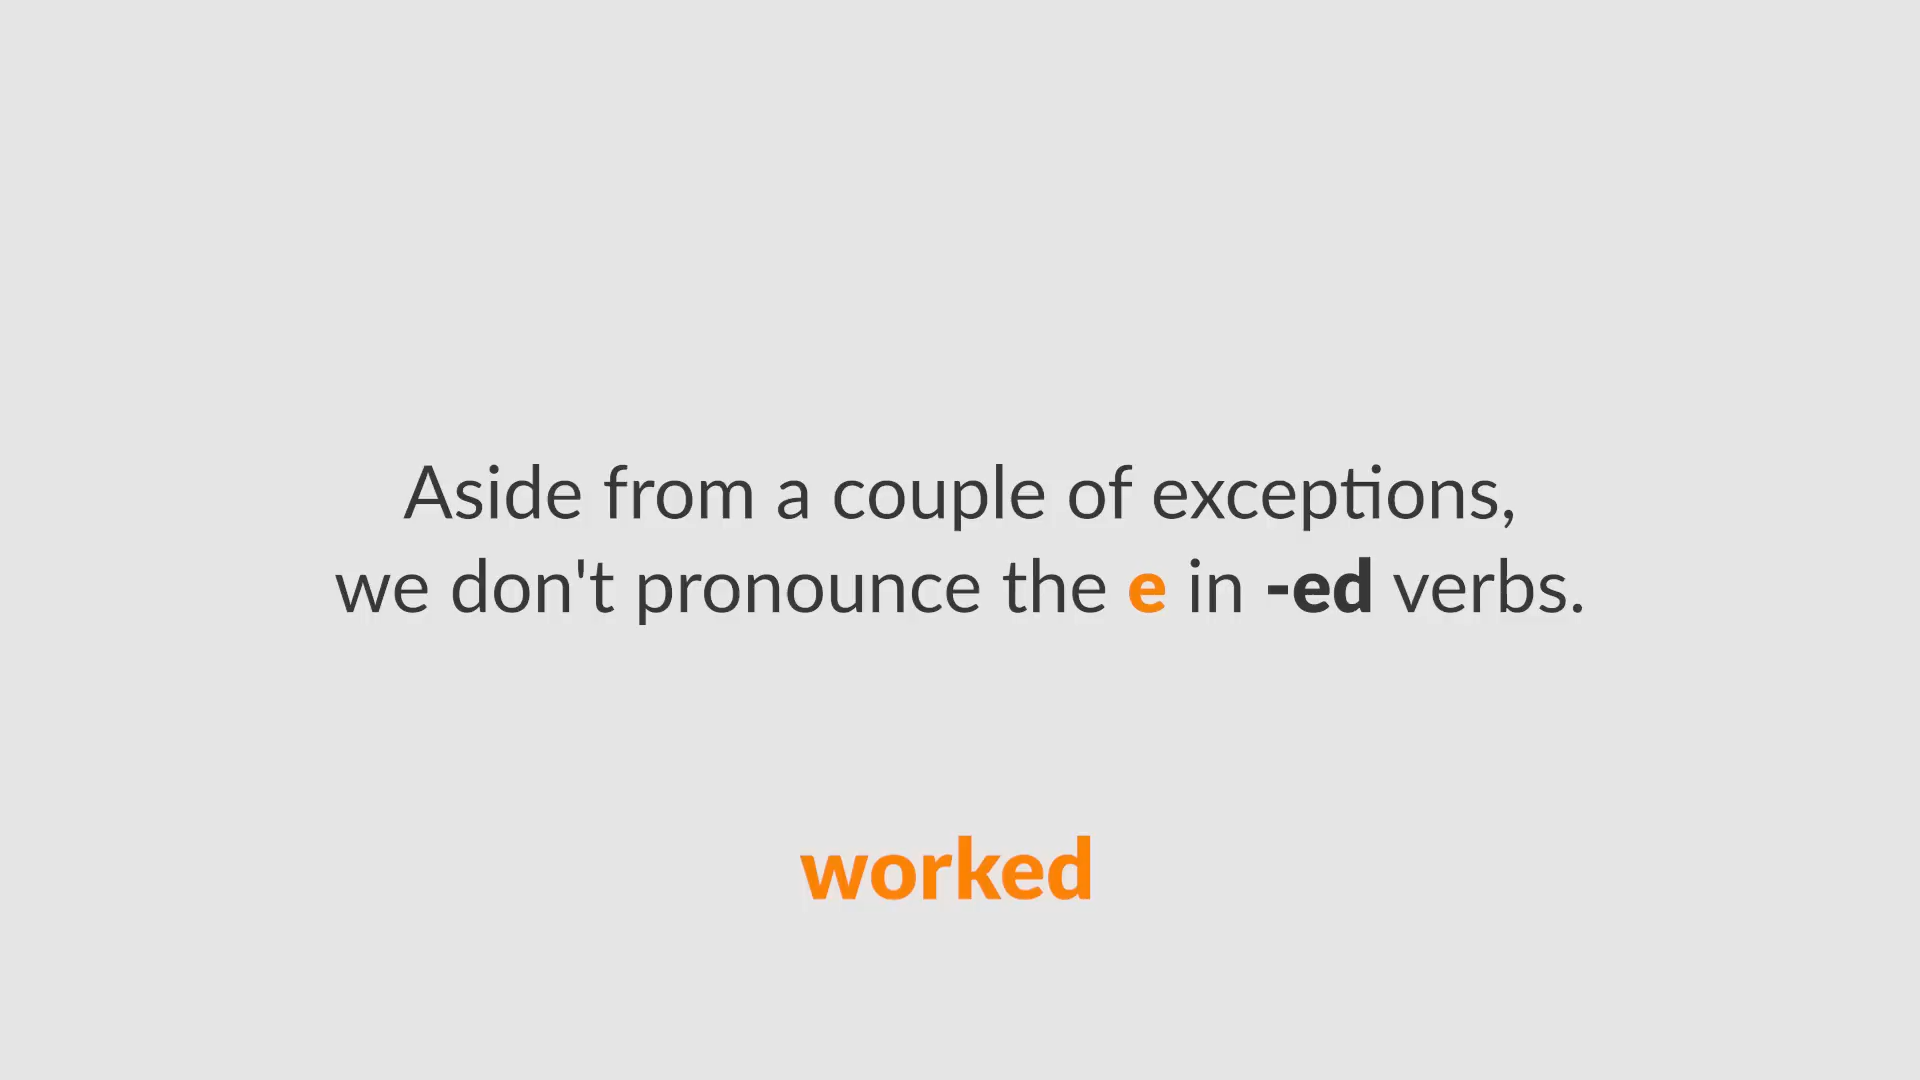 Aside from a couple of exceptions,
we don't pronounce the e in -ed verbs.
worked